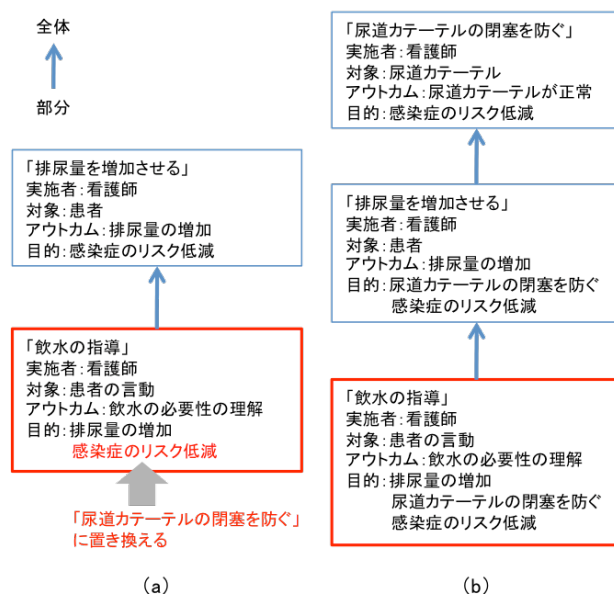 全体
部分
「排尿量を増加させる」
実施者：看護師
対象：患者
アウトカム：排尿量の増加
目的：感染症のリスク低減
「飲水の指導」
実施者：看護師
対象：患者の言動
アウトカム：飲水の必要性の理解
目的：排尿量の増加
感染症のリスク低減
「尿道カテーテルの閉塞を防ぐ」
に置き換える
(a)
「尿道カテーテルの閉塞を防ぐ」
実施者：看護師
対象：尿道カテーテル
アウトカム：尿道カテーテルが正常
目的：感染症のリスク低減
「排尿量を増加させる」
実施者：看護師
対象：患者
アウトカム：排尿量の増加
目的：尿道カテーテルの閉塞を防ぐ
感染症のリスク低減
「飲水の指導」
実施者：看護師
対象：患者の言動
アウトカム：飲水の必要性の理解
目的：排尿量の増加
尿道カテーテルの閉塞を防ぐ
感染症のリスク低減
(b)